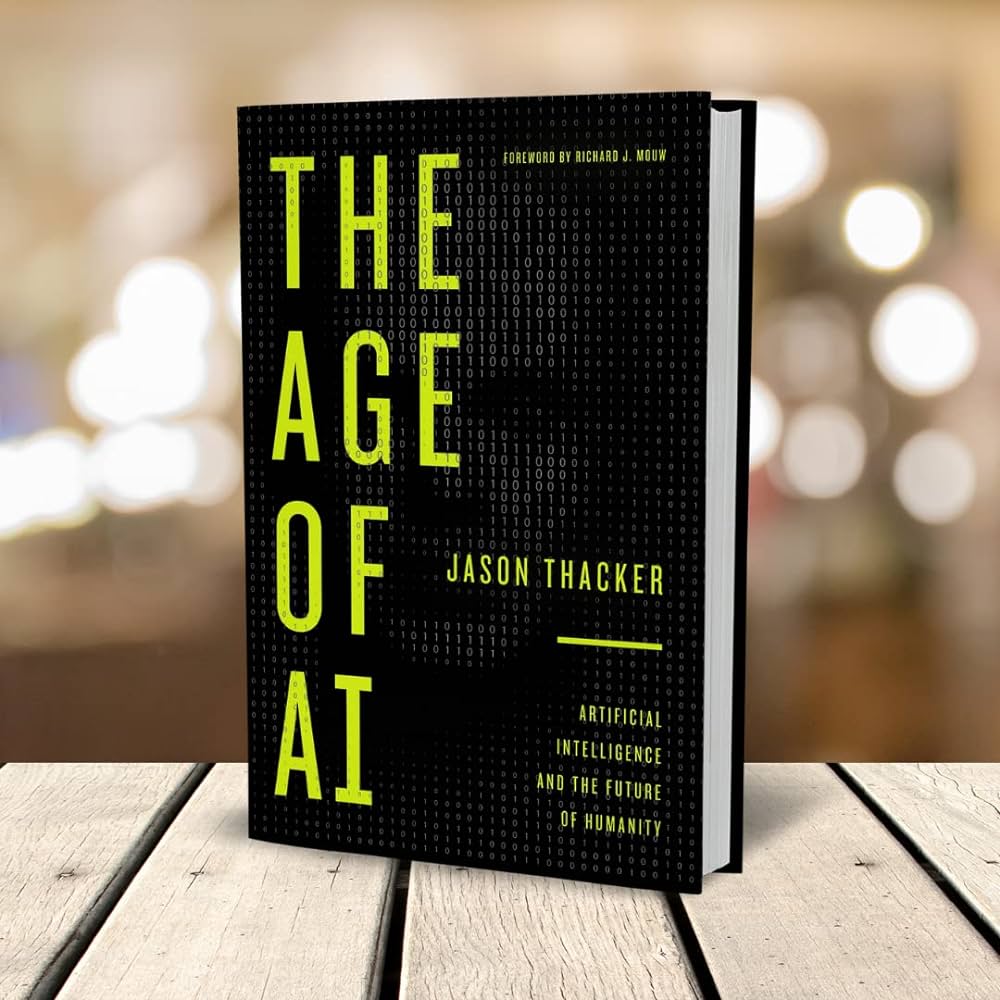 FOREWORD BY RICHARD J. MOUW
THE
AGE
OF
AI
JASON THACKER
ARTIFICIAL
INTELLIGENCE
AND THE FUTURE
OF HUMANITY